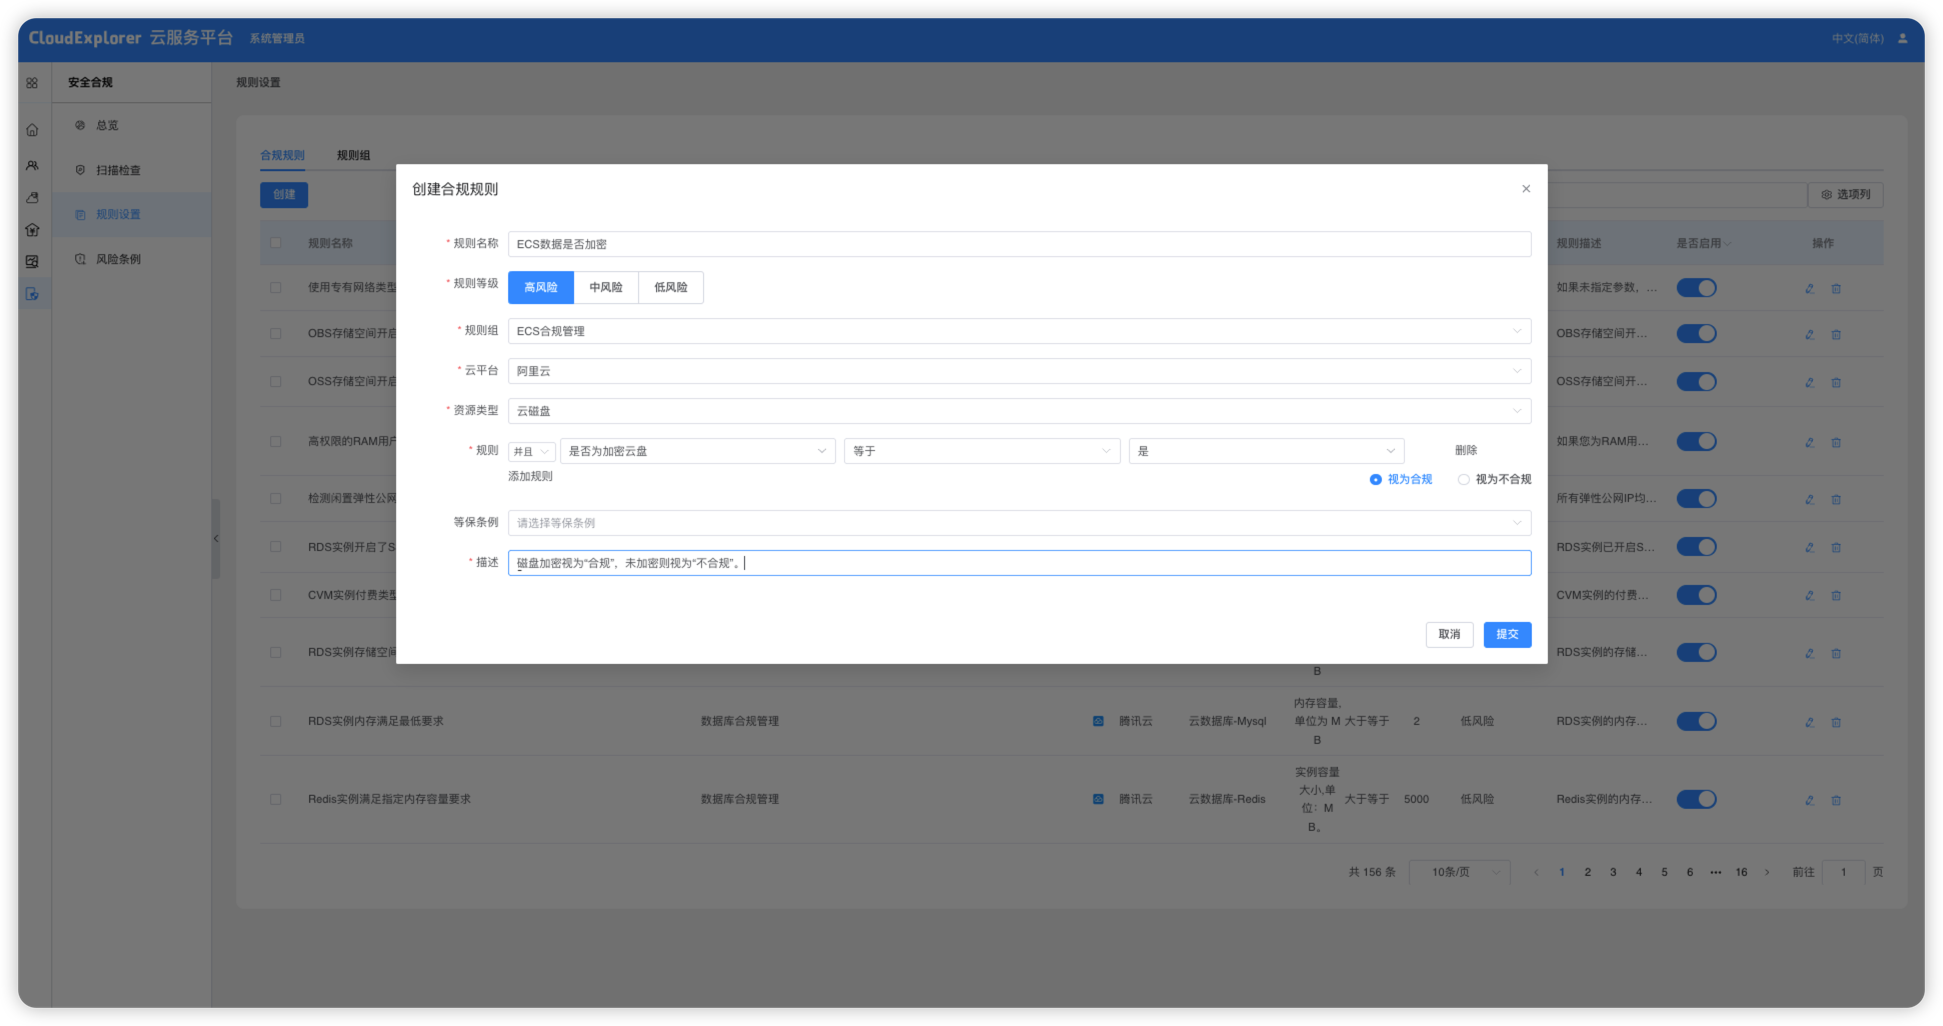 CloudExplorer 云服务平台 系统管理员 中文(简体)
安全合规
总览
扫描检查
规则设置
风险条例
规则设置
合规规则 规则组
创建 选项列
规则名称 规则描述 是否启用 操作
使用专有网络类型 如果未指定参数，...
OBS存储空间开启 OBS存储空间开...
OSS存储空间开启 OSS存储空间开...
高权限的RAM用户 如果您为RAM用...
检测闲置弹性公网 所有弹性公网IP均...
RDS实例开启了S RDS实例已开启S...
CVM实例付费类型 CVM实例的付费...
RDS实例存储空间 RDS实例的存储...
B
创建合规规则
* 规则名称 ECS数据是否加密
* 规则等级 高风险 中风险 低风险
* 规则组 ECS合规管理
* 云平台 阿里云
* 资源类型 云磁盘
* 规则 并且 是否为加密云盘 等于 是 删除
添加规则 视为合规 视为不合规
等保条例 请选择等保条例
* 描述 磁盘加密视为“合规”，未加密则视为“不合规”。
取消 提交
RDS实例内存满足最低要求 数据库合规管理 腾讯云 云数据库-Mysql 内存容量,单位为 MB 大于等于 2 低风险 RDS实例的内存...
Redis实例满足指定内存容量要求 数据库合规管理 腾讯云 云数据库-Redis 实例容量大小,单位：MB。 大于等于 5000 低风险 Redis实例的内存...
共 156 条 10条/页 1 2 3 4 5 6 ••• 16 前往 1 页